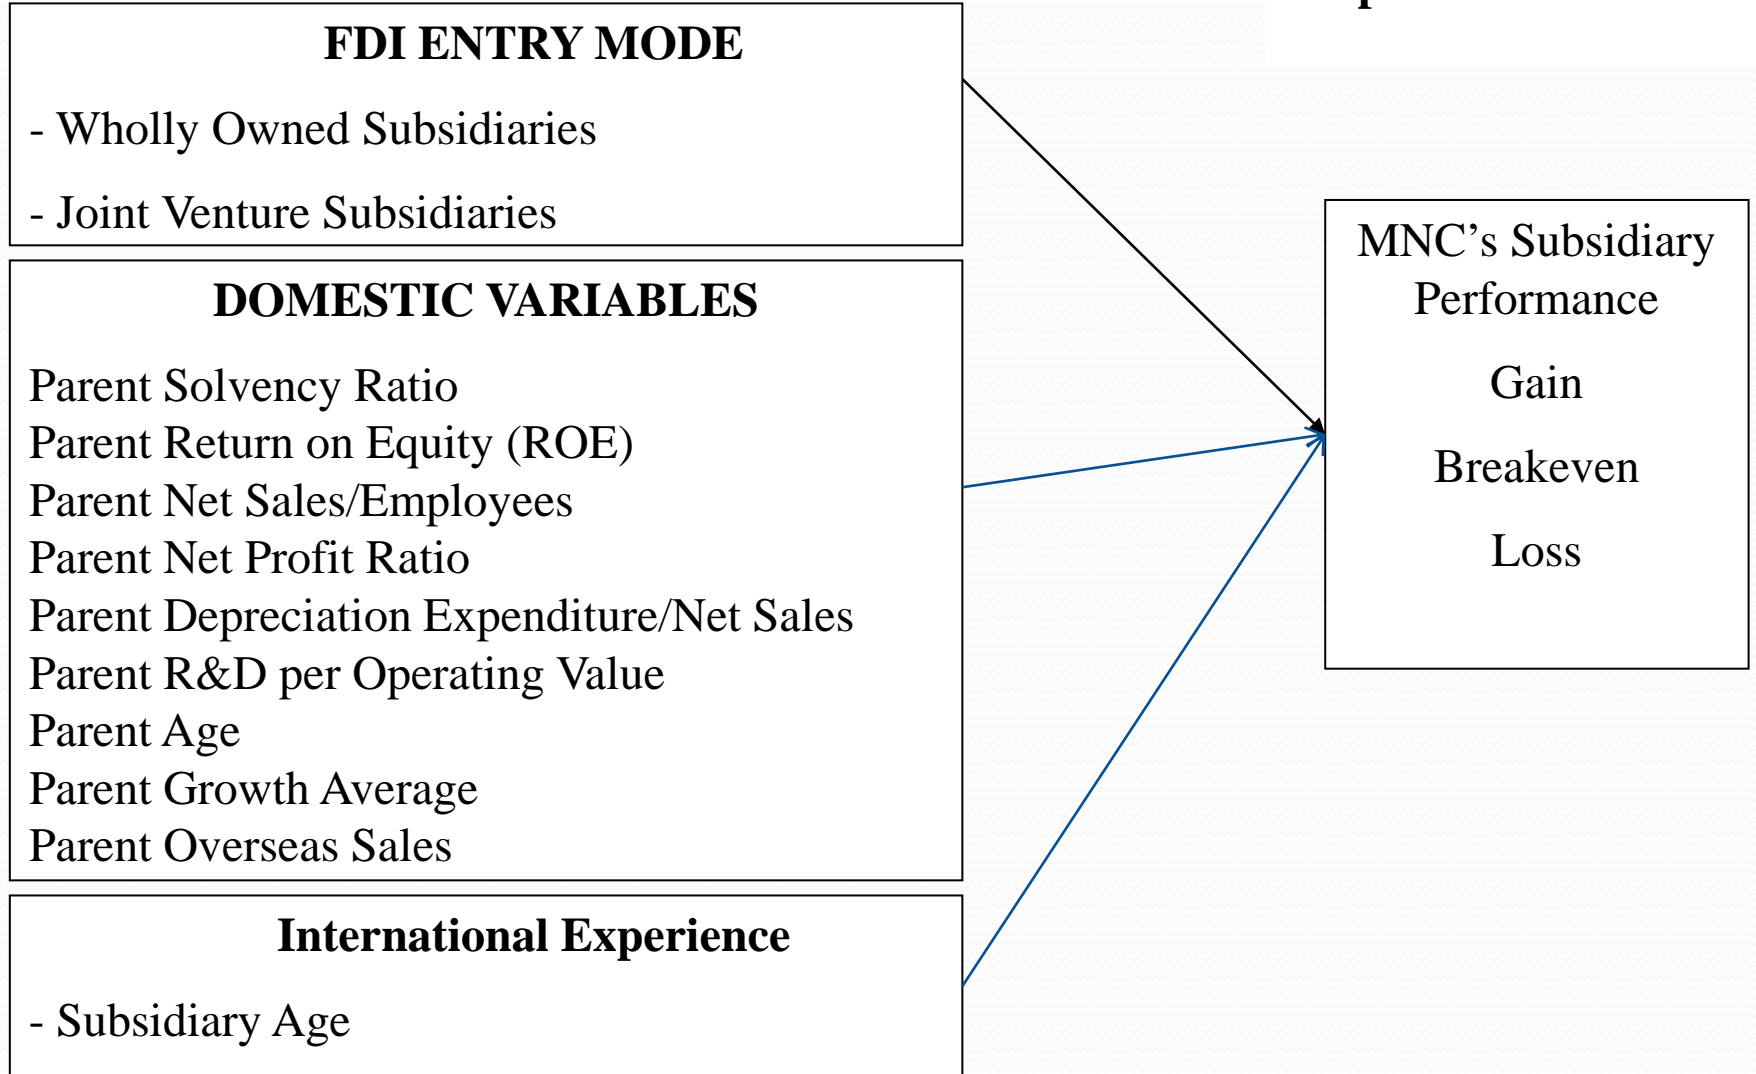 FDI ENTRY MODE
- Wholly Owned Subsidiaries
- Joint Venture Subsidiaries
DOMESTIC VARIABLES
Parent Solvency Ratio
Parent Return on Equity (ROE)
Parent Net Sales/Employees
Parent Net Profit Ratio
Parent Depreciation Expenditure/Net Sales
Parent R&D per Operating Value
Parent Age
Parent Growth Average
Parent Overseas Sales
International Experience
- Subsidiary Age
MNC’s Subsidiary
Performance
Gain
Breakeven
Loss